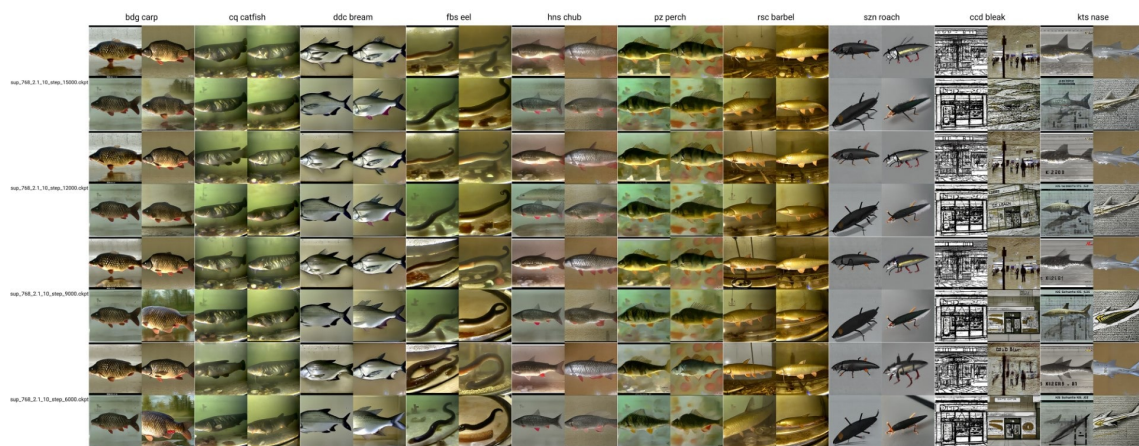 bdg carp cq catfish ddc bream fbs eel hns chub pz perch rsc barbel szn roach ccd bleak kts nase
sup_768_2.1_10_step_15000.ckpt
sup_768_2.1_10_step_12000.ckpt
sup_768_2.1_10_step_9000.ckpt
sup_768_2.1_10_step_6000.ckpt